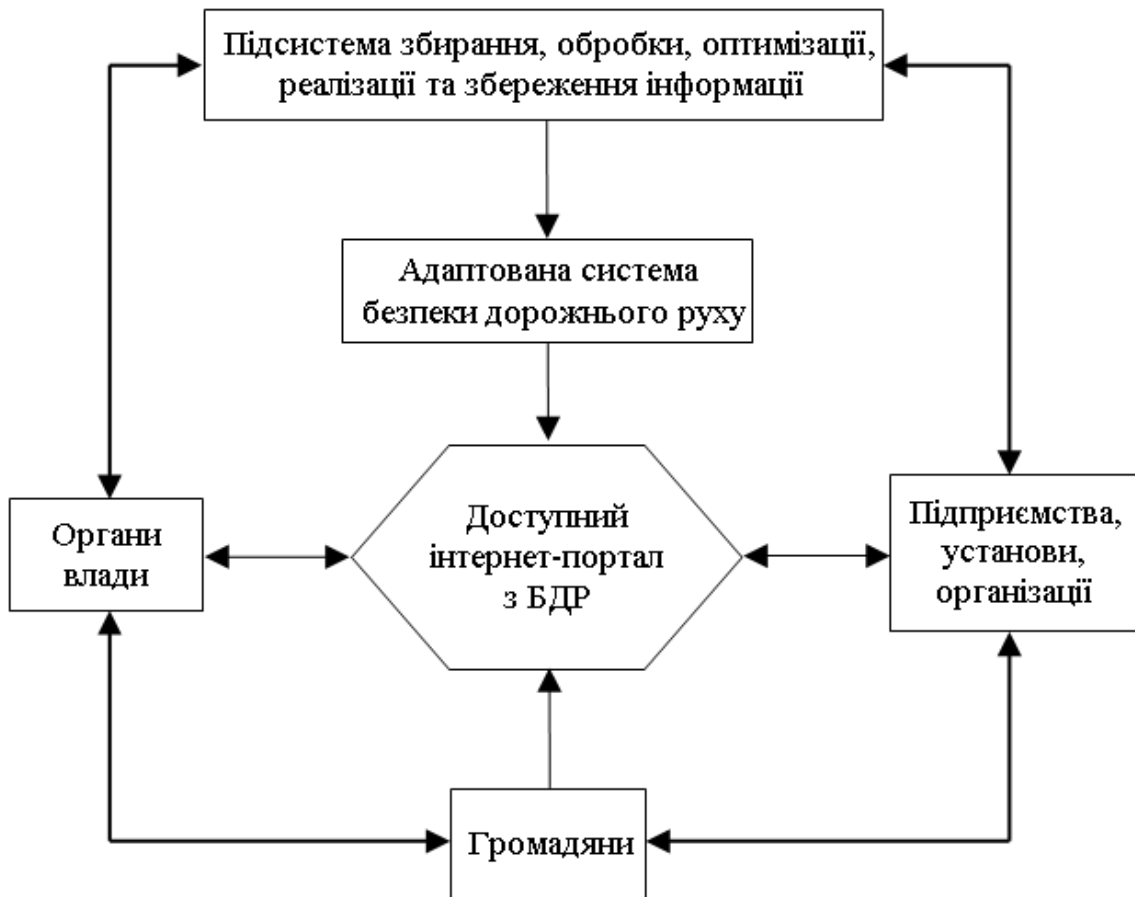 Підсистема збирання, обробки, оптимізації,
реалізації та збереження інформації
Адаптована система
безпеки дорожнього руху
Органи
влади
Доступний
інтернет-портал
з БДР
Підприємства,
установи,
організації
Громадяни